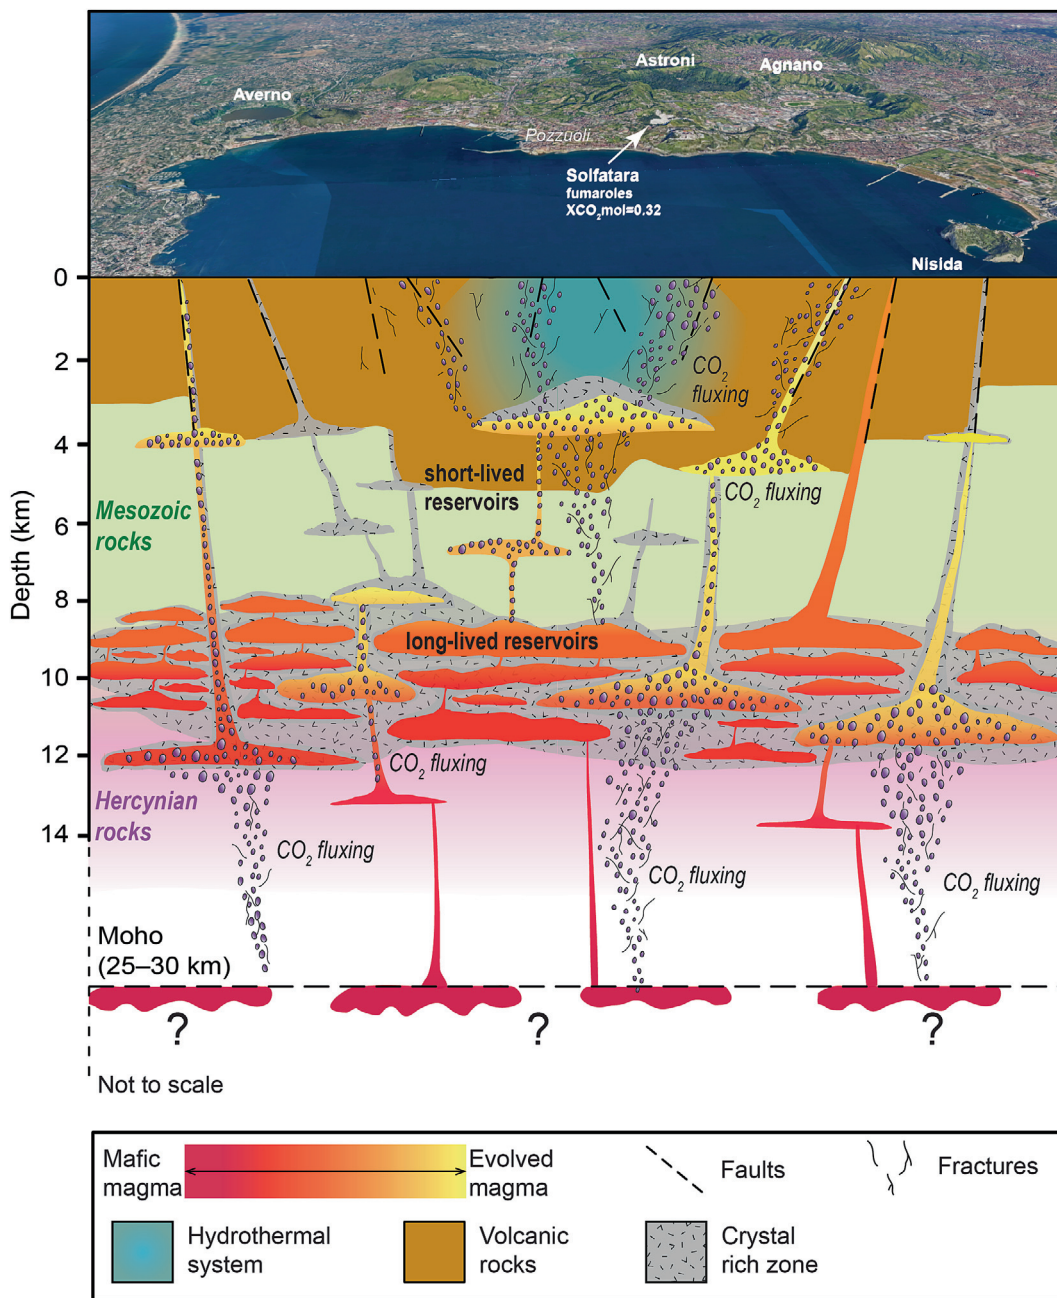 Astroni
Agnano
Averno
Pozzuoli
Solfatara
fumaroles
XCO₂mol=0.32
Nisida
Depth (km)
0
2
4
6
8
10
12
14
CO₂
fluxing
short-lived
reservoirs
CO₂ fluxing
Mesozoic
rocks
long-lived reservoirs
CO₂ fluxing
Hercynian
rocks
CO₂ fluxing
CO₂ fluxing
CO₂ fluxing
Moho
(25–30 km)
?
?
?
Not to scale
Mafic
magma
Evolved
magma
Faults
Fractures
Hydrothermal
system
Volcanic
rocks
Crystal
rich zone